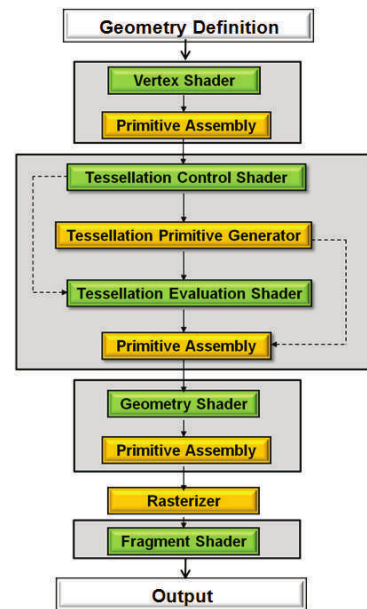 Geometry Definition
Vertex Shader
Primitive Assembly
Tessellation Control Shader
Tessellation Primitive Generator
Tessellation Evaluation Shader
Primitive Assembly
Geometry Shader
Primitive Assembly
Rasterizer
Fragment Shader
Output